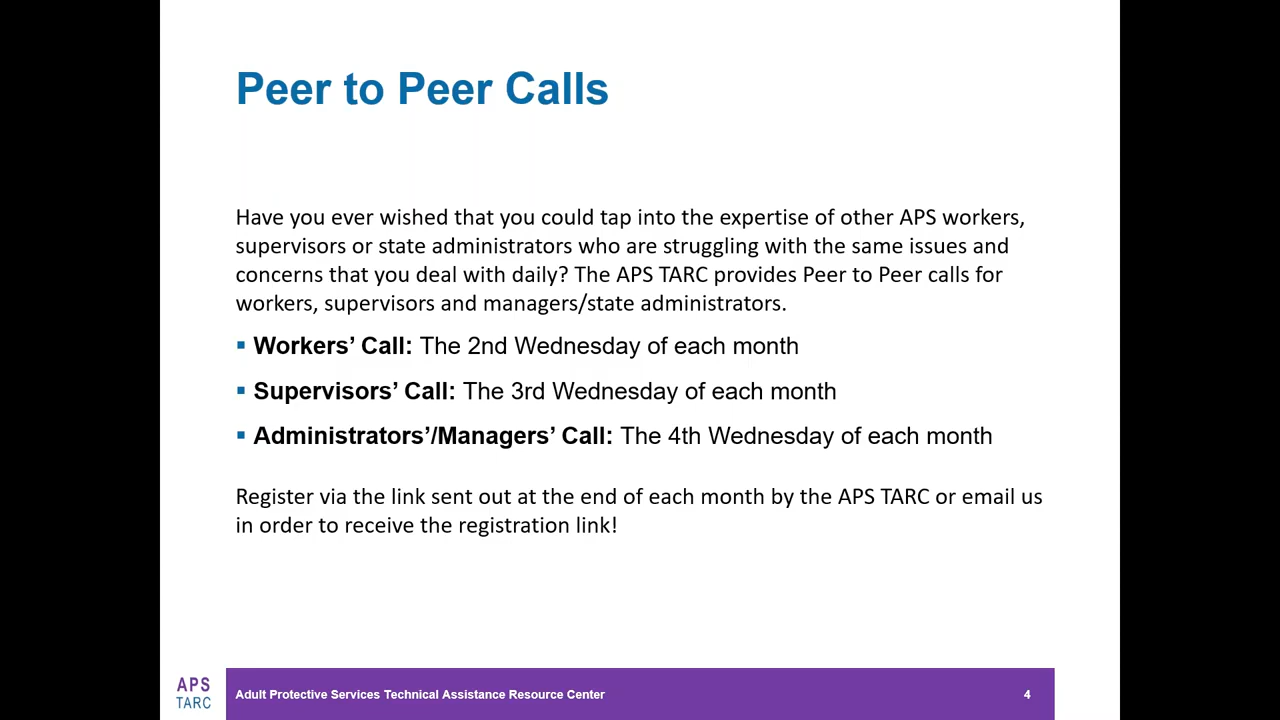 Peer to Peer Calls
Have you ever wished that you could tap into the expertise of other APS workers,
supervisors or state administrators who are struggling with the same issues and
concerns that you deal with daily? The APS TARC provides Peer to Peer calls for
workers, supervisors and managers/state administrators.
▪ Workers’ Call: The 2nd Wednesday of each month
▪ Supervisors’ Call: The 3rd Wednesday of each month
▪ Administrators’/Managers’ Call: The 4th Wednesday of each month
Register via the link sent out at the end of each month by the APS TARC or email us
in order to receive the registration link!
APS
TARC
Adult Protective Services Technical Assistance Resource Center
4